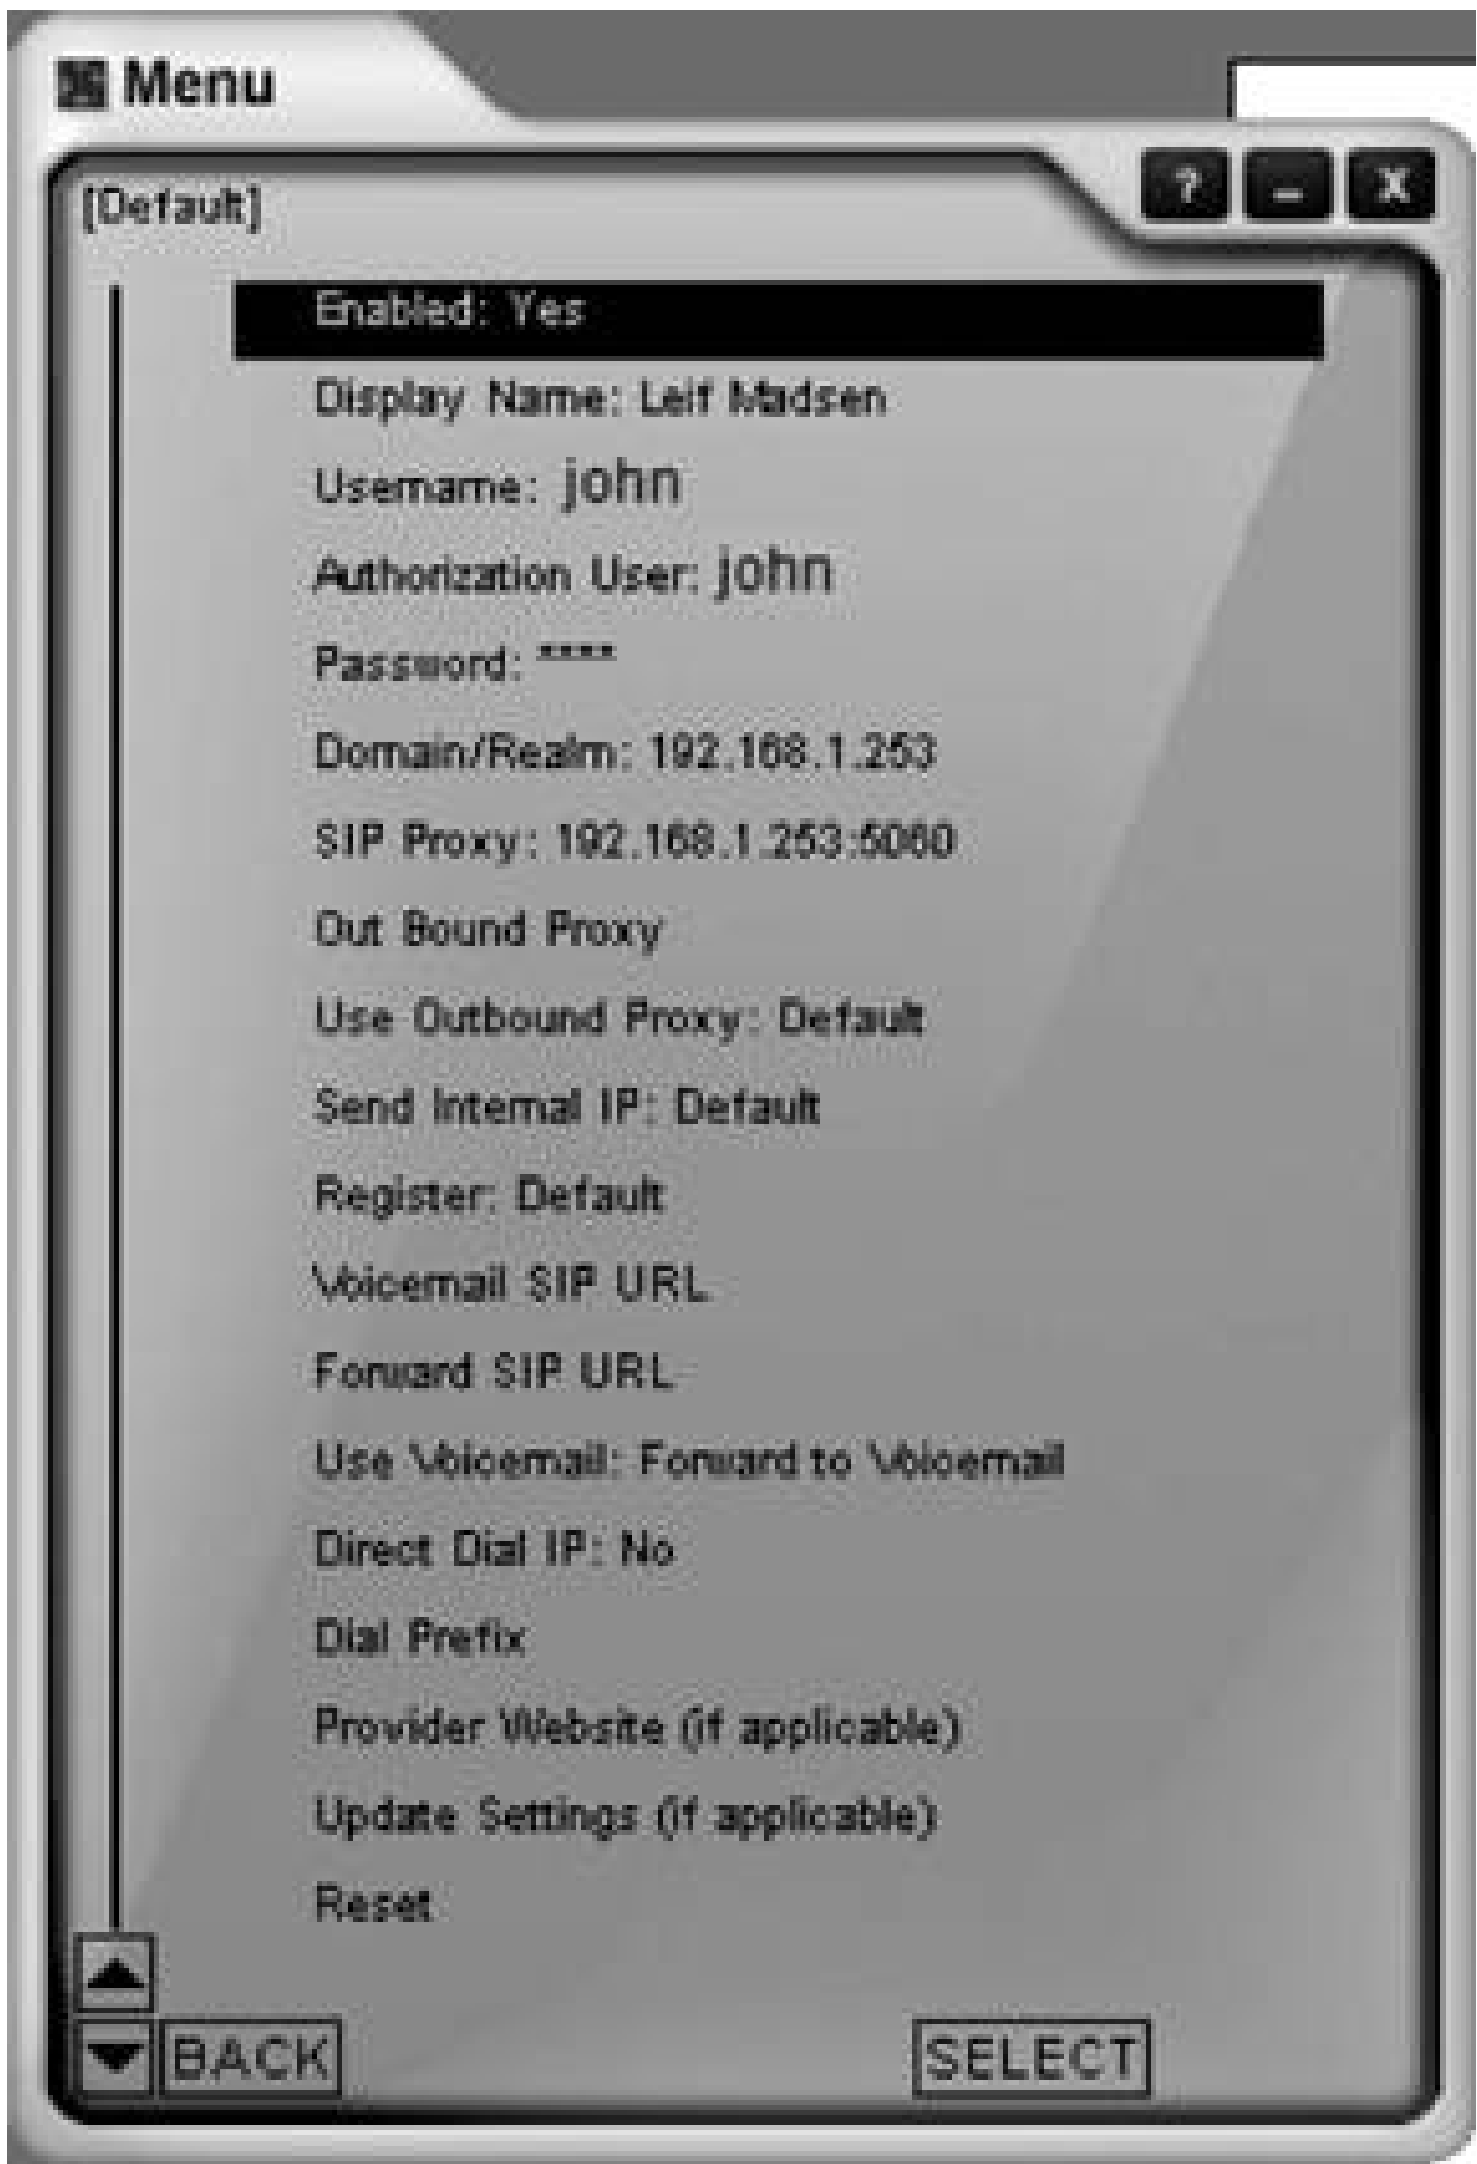 Menu
? – X
[Default]
Enabled: Yes
Display Name: Leif Madsen
Username: john
Authorization User: john
Password: ****
Domain/Realm: 192.168.1.253
SIP Proxy: 192.168.1.253:5060
Out Bound Proxy
Use Outbound Proxy: Default
Send Internal IP: Default
Register: Default
Voicemail SIP URL
Forward SIP URL
Use Voicemail: Forward to Voicemail
Direct Dial IP: No
Dial Prefix
Provider Website (if applicable)
Update Settings (if applicable)
Reset
BACK SELECT